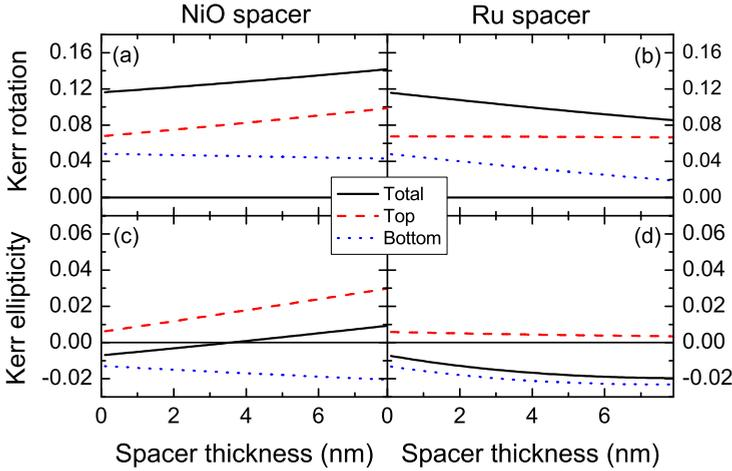 NiO spacer
Ru spacer
(a)
(b)
0.16
0.12
0.08
0.04
0.00
Kerr rotation
0.16
0.12
0.08
0.04
0.00
Total
Top
Bottom
(c)
(d)
0.06
0.04
0.02
0.00
-0.02
Kerr ellipticity
0.06
0.04
0.02
0.00
-0.02
0 2 4 6 0 2 4 6
Spacer thickness (nm)
Spacer thickness (nm)